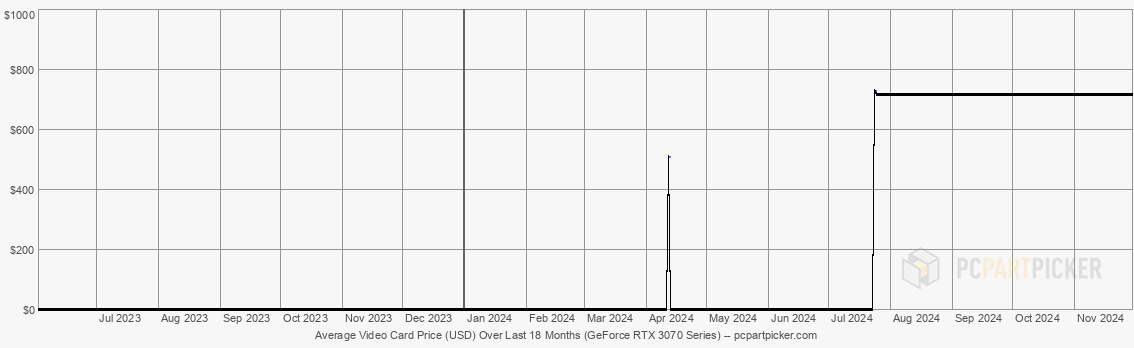 $1000
$800
$600
$400
$200
$0
PCPARTPICKER
Jul 2023 Aug 2023 Sep 2023 Oct 2023 Nov 2023 Dec 2023 Jan 2024 Feb 2024 Mar 2024 Apr 2024 May 2024 Jun 2024 Jul 2024 Aug 2024 Sep 2024 Oct 2024 Nov 2024
Average Video Card Price (USD) Over Last 18 Months (GeForce RTX 3070 Series) -- pcpartpicker.com